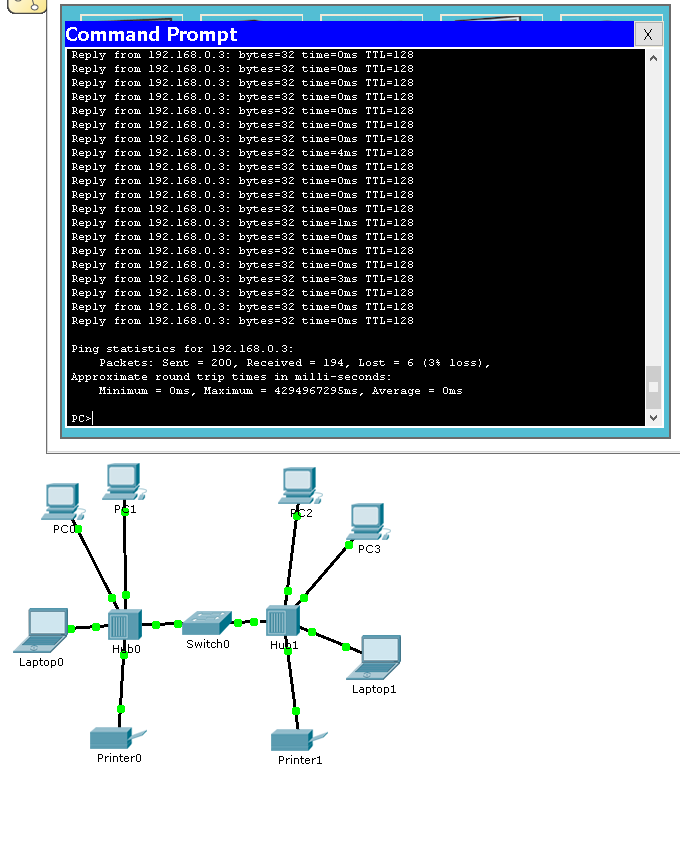 Command Prompt
X
Reply from 192.168.0.3: bytes=32 time=0ms TTL=128
Reply from 192.168.0.3: bytes=32 time=0ms TTL=128
Reply from 192.168.0.3: bytes=32 time=0ms TTL=128
Reply from 192.168.0.3: bytes=32 time=0ms TTL=128
Reply from 192.168.0.3: bytes=32 time=0ms TTL=128
Reply from 192.168.0.3: bytes=32 time=0ms TTL=128
Reply from 192.168.0.3: bytes=32 time=0ms TTL=128
Reply from 192.168.0.3: bytes=32 time=4ms TTL=128
Reply from 192.168.0.3: bytes=32 time=0ms TTL=128
Reply from 192.168.0.3: bytes=32 time=0ms TTL=128
Reply from 192.168.0.3: bytes=32 time=0ms TTL=128
Reply from 192.168.0.3: bytes=32 time=0ms TTL=128
Reply from 192.168.0.3: bytes=32 time=1ms TTL=128
Reply from 192.168.0.3: bytes=32 time=0ms TTL=128
Reply from 192.168.0.3: bytes=32 time=0ms TTL=128
Reply from 192.168.0.3: bytes=32 time=0ms TTL=128
Reply from 192.168.0.3: bytes=32 time=3ms TTL=128
Reply from 192.168.0.3: bytes=32 time=0ms TTL=128
Reply from 192.168.0.3: bytes=32 time=0ms TTL=128
Reply from 192.168.0.3: bytes=32 time=0ms TTL=128
Ping statistics for 192.168.0.3:
Packets: Sent = 200, Received = 194, Lost = 6 (3% loss),
Approximate round trip times in milli-seconds:
Minimum = 0ms, Maximum = 4294967295ms, Average = 0ms
PC>
PC1
PC2
PC0
PC3
Hub0
Switch0
Hub1
Laptop0
Laptop1
Printer0
Printer1